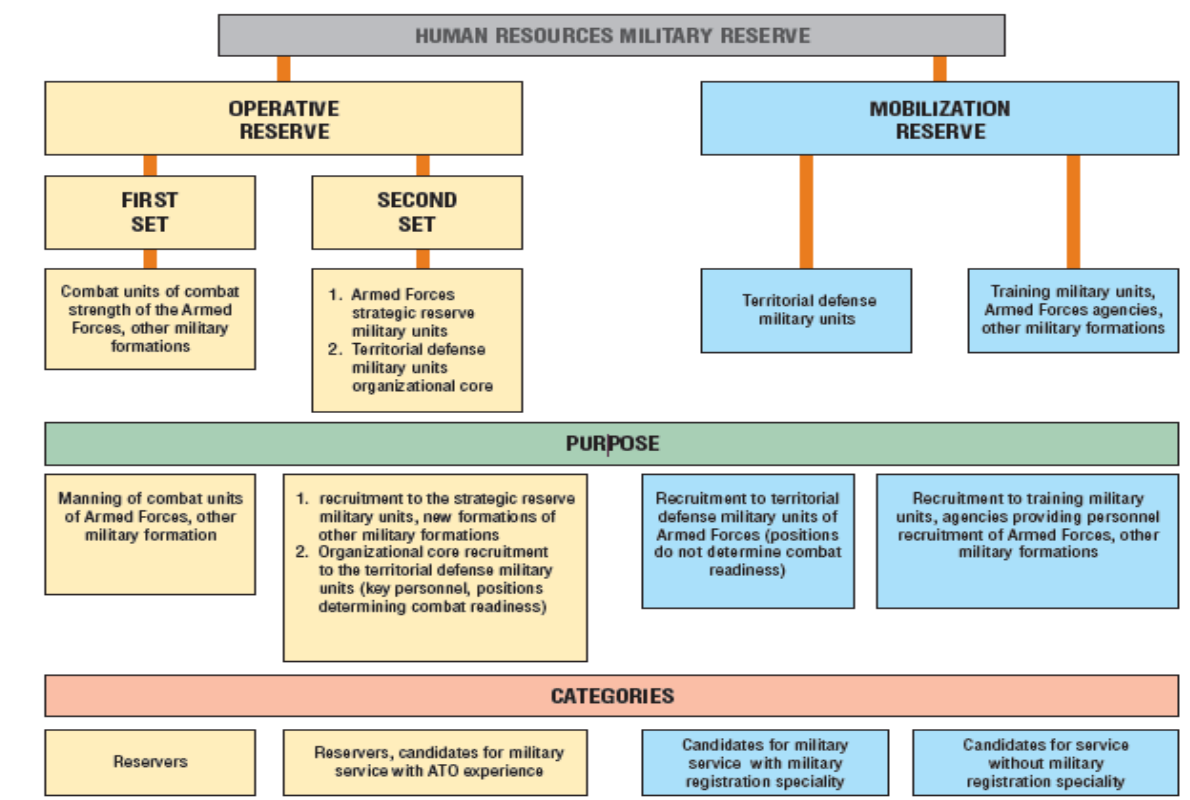 HUMAN RESOURCES MILITARY RESERVE
OPERATIVE
RESERVE
MOBILIZATION
RESERVE
FIRST
SET
SECOND
SET
Combat units of combat
strength of the Armed
Forces, other military
formations
1. Armed Forces
strategic reserve
military units
2. Territorial defense
military units
organizational core
Territorial defense
military units
Training military units,
Armed Forces agencies,
other military formations
PURPOSE
Manning of combat units
of Armed Forces, other
military formation
1. recruitment to the strategic reserve
military units, new formations of
other military formations
2. Organizational core recruitment
to the territorial defense military
units (key personnel, positions
determining combat readiness)
Recruitment to territorial
defense military units of
Armed Forces (positions
do not determine combat
readiness)
Recruitment to training military
units, agencies providing personnel
recruitment of Armed Forces, other
military formations
CATEGORIES
Reservers
Reservers, candidates for military
service with ATO experience
Candidates for military
service with military
registration speciality
Candidates for service
without military
registration speciality